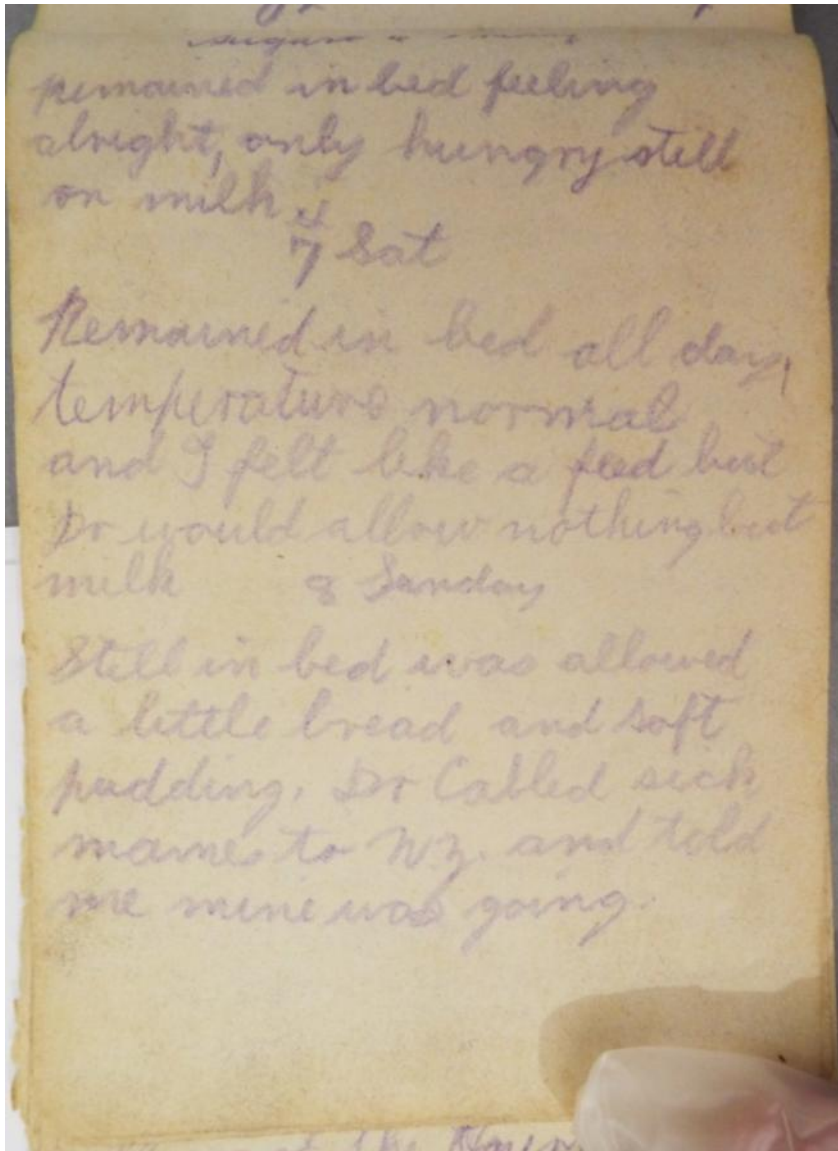 remained in bed feeling
alright, only hungry still
on milk
7 Sat
Remained in bed all day,
temperature normal
and I felt like a feed but
Dr would allow nothing but
milk 8 Sunday
Still in bed was allowed
a little bread and soft
pudding. Dr Cabled sick
names to N.Z. and told
me mine was going.
at the